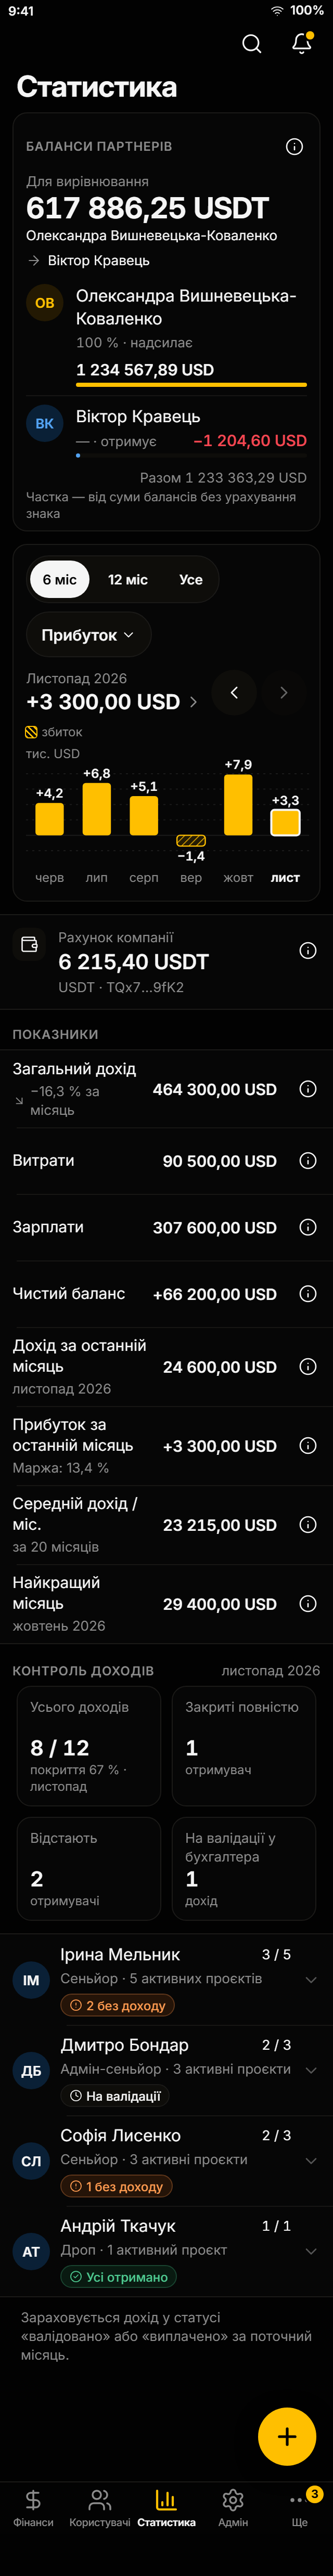 9:41
100%
Статистика
БАЛАНСИ ПАРТНЕРІВ
Для вирівнювання
617 886,25 USDT
Олександра Вишневецька-Коваленко
→ Віктор Кравець
ОВ
Олександра Вишневецька-
Коваленко
100 % · надсилає
1 234 567,89 USD
ВК
Віктор Кравець
— · отримує
−1 204,60 USD
Разом 1 233 363,29 USD
Частка — від суми балансів без урахування
знака
6 міс
12 міс
Усе
Прибуток
Листопад 2026
+3 300,00 USD
збиток
тис. USD
+4,2
+6,8
+5,1
−1,4
+7,9
+3,3
черв
лип
серп
вер
жовт
лист
Рахунок компанії
6 215,40 USDT
USDT · TQx7…9fK2
ПОКАЗНИКИ
Загальний дохід
−16,3 % за
місяць
464 300,00 USD
Витрати
90 500,00 USD
Зарплати
307 600,00 USD
Чистий баланс
+66 200,00 USD
Дохід за останній
місяць
листопад 2026
24 600,00 USD
Прибуток за
останній місяць
Маржа: 13,4 %
+3 300,00 USD
Середній дохід /
міс.
за 20 місяців
23 215,00 USD
Найкращий
місяць
жовтень 2026
29 400,00 USD
КОНТРОЛЬ ДОХОДІВ
листопад 2026
Усього доходів
8 / 12
покриття 67 % ·
листопад
Закриті повністю
1
отримувач
Відстають
2
отримувачі
На валідації у
бухгалтера
1
дохід
ІМ
Ірина Мельник
3 / 5
Сеньйор · 5 активних проєктів
2 без доходу
ДБ
Дмитро Бондар
2 / 3
Адмін-сеньйор · 3 активні проєкти
На валідації
СЛ
Софія Лисенко
2 / 3
Сеньйор · 3 активні проєкти
1 без доходу
АТ
Андрій Ткачук
1 / 1
Дроп · 1 активний проєкт
Усі отримано
Зараховується дохід у статусі
«валідовано» або «виплачено» за поточний
місяць.
3
Фінанси
Користувачі
Статистика
Адмін
Ще